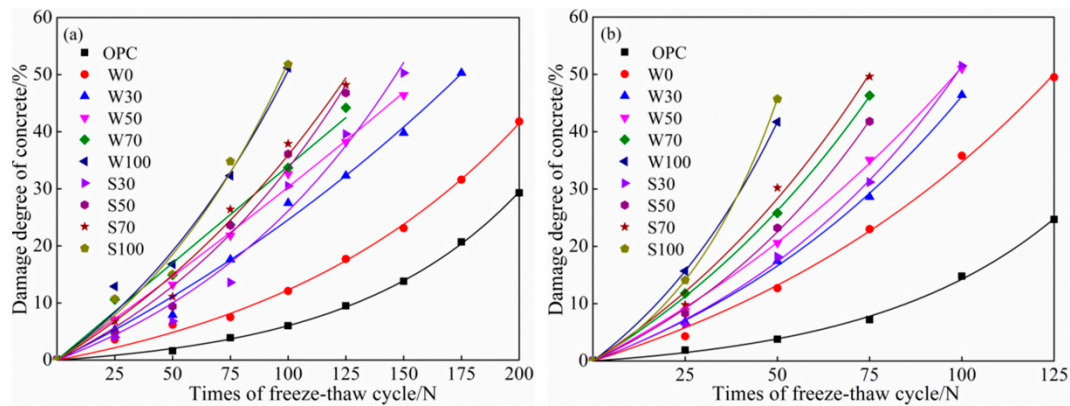 (a)
OPC
W0
W30
W50
W70
W100
S30
S50
S70
S100
Damage degree of concrete/%
60
50
40
30
20
10
0
25 50 75 100 125 150 175 200
Times of freeze-thaw cycle/N
(b)
OPC
W0
W30
W50
W70
W100
S30
S50
S70
S100
Damage degree of concrete/%
60
50
40
30
20
10
0
25 50 75 100 125
Times of freeze-thaw cycle/N